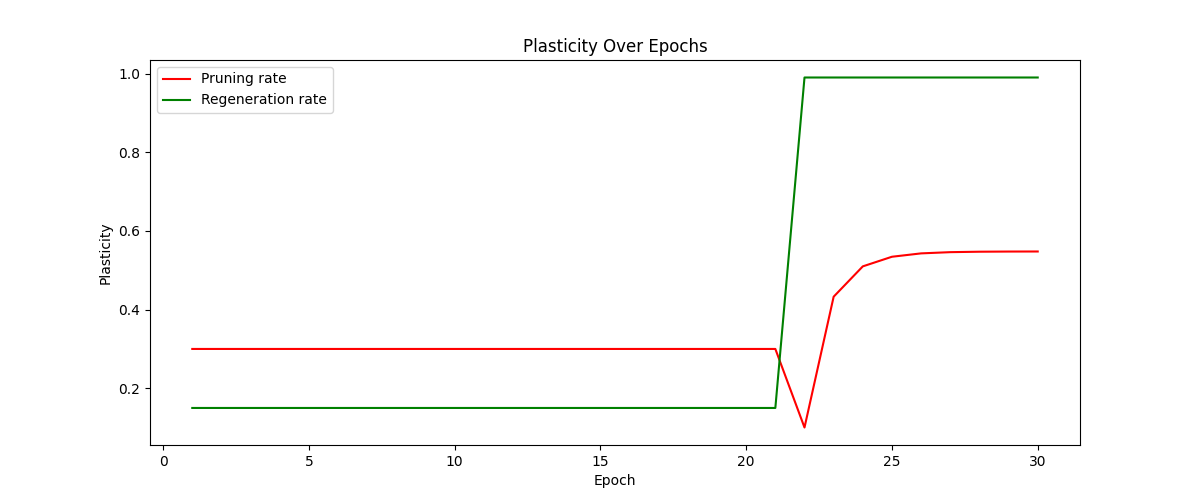 Plasticity Over Epochs
Pruning rate
Regeneration rate
1.0
0.8
0.6
0.4
0.2
Plasticity
0 5 10 15 20 25 30
Epoch